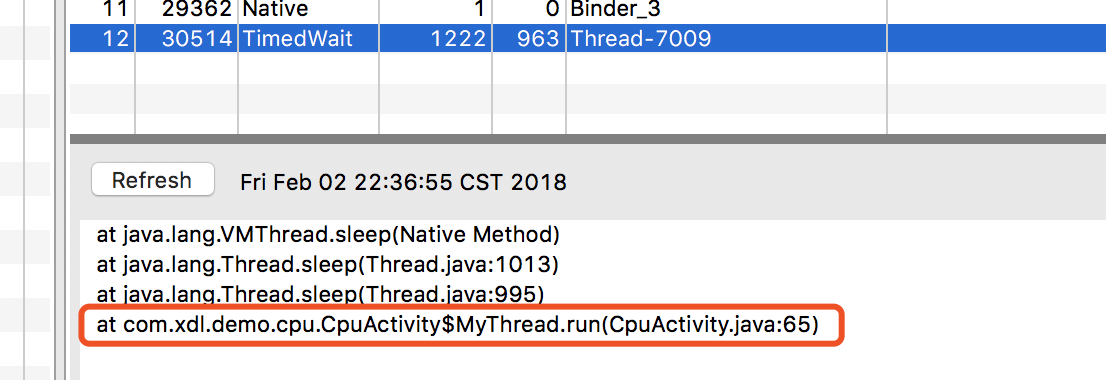 11 29362 Native 1 0 Binder_3
12 30514 TimedWait 1222 963 Thread-7009
Refresh Fri Feb 02 22:36:55 CST 2018
at java.lang.VMThread.sleep(Native Method)
at java.lang.Thread.sleep(Thread.java:1013)
at java.lang.Thread.sleep(Thread.java:995)
at com.xdl.demo.cpu.CpuActivity$MyThread.run(CpuActivity.java:65)